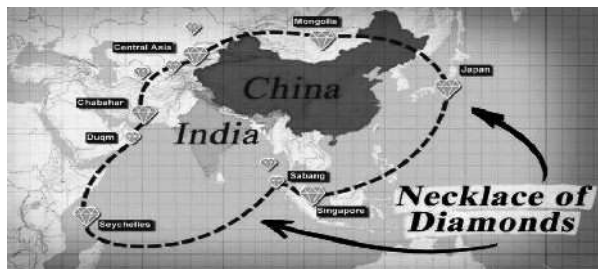 Mongolia
Central Asia
China
Japan
Chabahar
India
Duqm
Sabang
Singapore
Seychelles
Necklace of
Diamonds